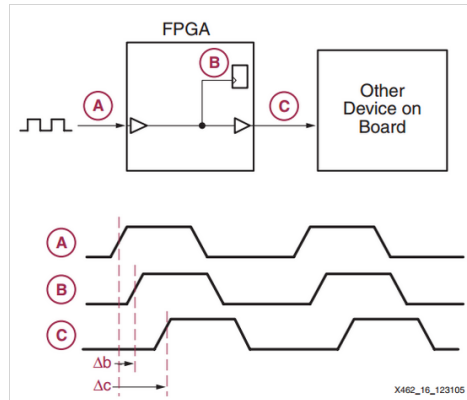 FPGA
B
A
C
Other
Device on
Board
A
B
C
Δb
Δc
X462_16_123105